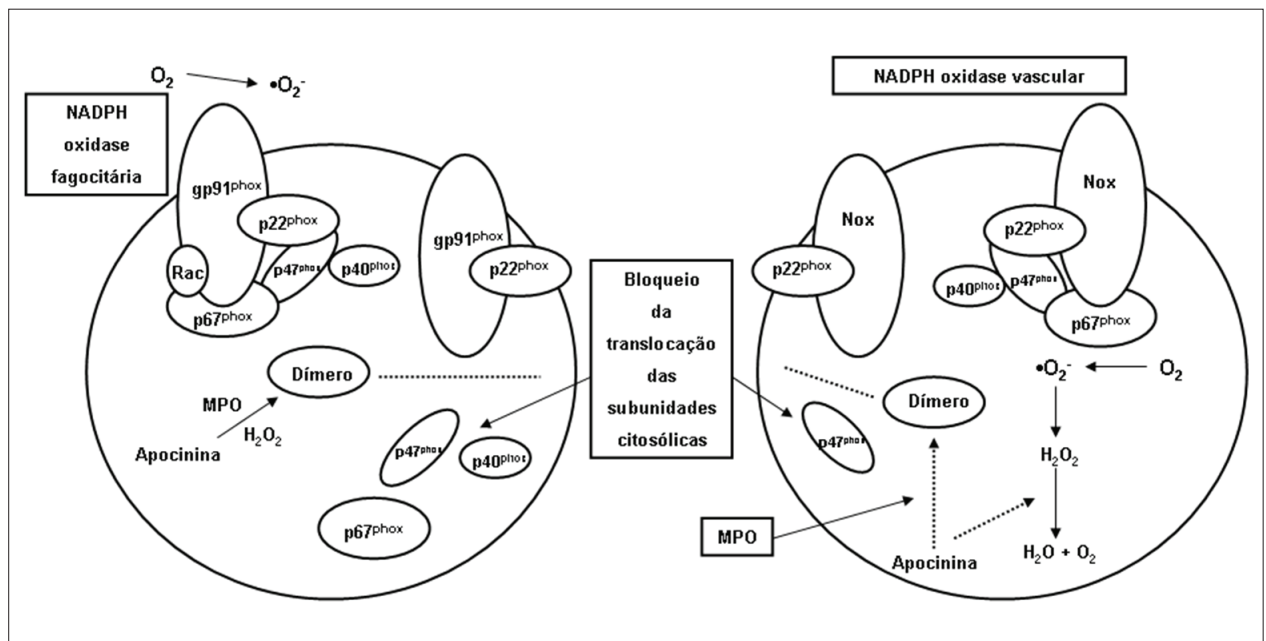 O₂
•O₂⁻
NADPH
oxidase
fagocitária
gp91phox
p22phox
Rac
p47phox
p40phox
p67phox
gp91phox
p22phox
Dímero
MPO
H₂O₂
Apocinina
p47phox
p40phox
p67phox
Bloqueio
da
translocação
das
subunidades
citosólicas
NADPH oxidase vascular
Nox
p22phox
Nox
p22phox
p40phox
p47phox
p67phox
•O₂⁻
O₂
Dímero
p47phox
H₂O₂
MPO
Apocinina
H₂O + O₂